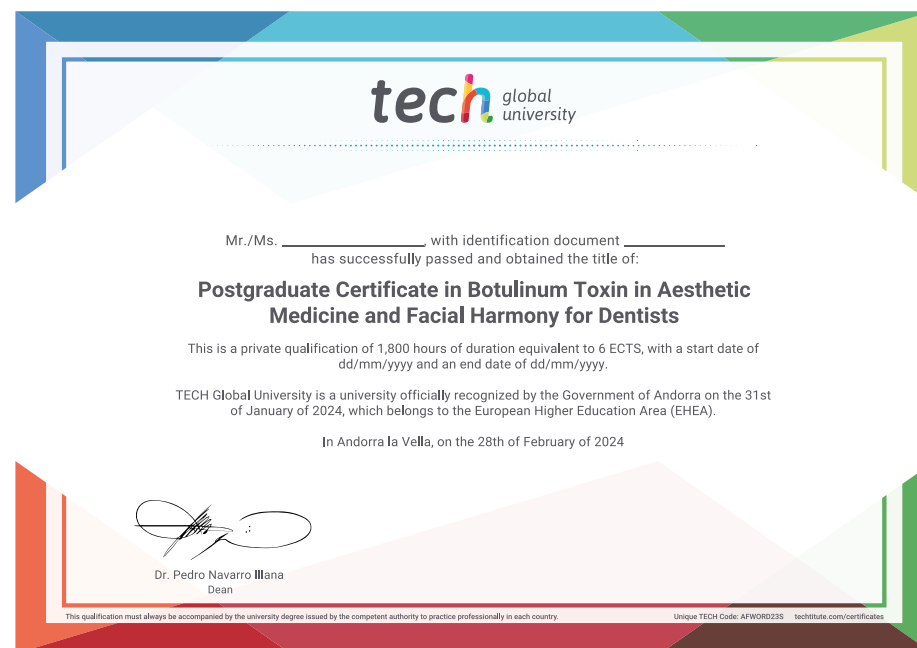 tech global university
Mr./Ms. ____________________, with identification document ______________
has successfully passed and obtained the title of:
Postgraduate Certificate in Botulinum Toxin in Aesthetic
Medicine and Facial Harmony for Dentists
This is a private qualification of 1,800 hours of duration equivalent to 6 ECTS, with a start date of
dd/mm/yyyy and an end date of dd/mm/yyyy.
TECH Global University is a university officially recognized by the Government of Andorra on the 31st
of January of 2024, which belongs to the European Higher Education Area (EHEA).
In Andorra la Vella, on the 28th of February of 2024
Dr. Pedro Navarro Illana
Dean
This qualification must always be accompanied by the university degree issued by the competent authority to practice professionally in each country.
Unique TECH Code: AFWORD23S techtitute.com/certificates